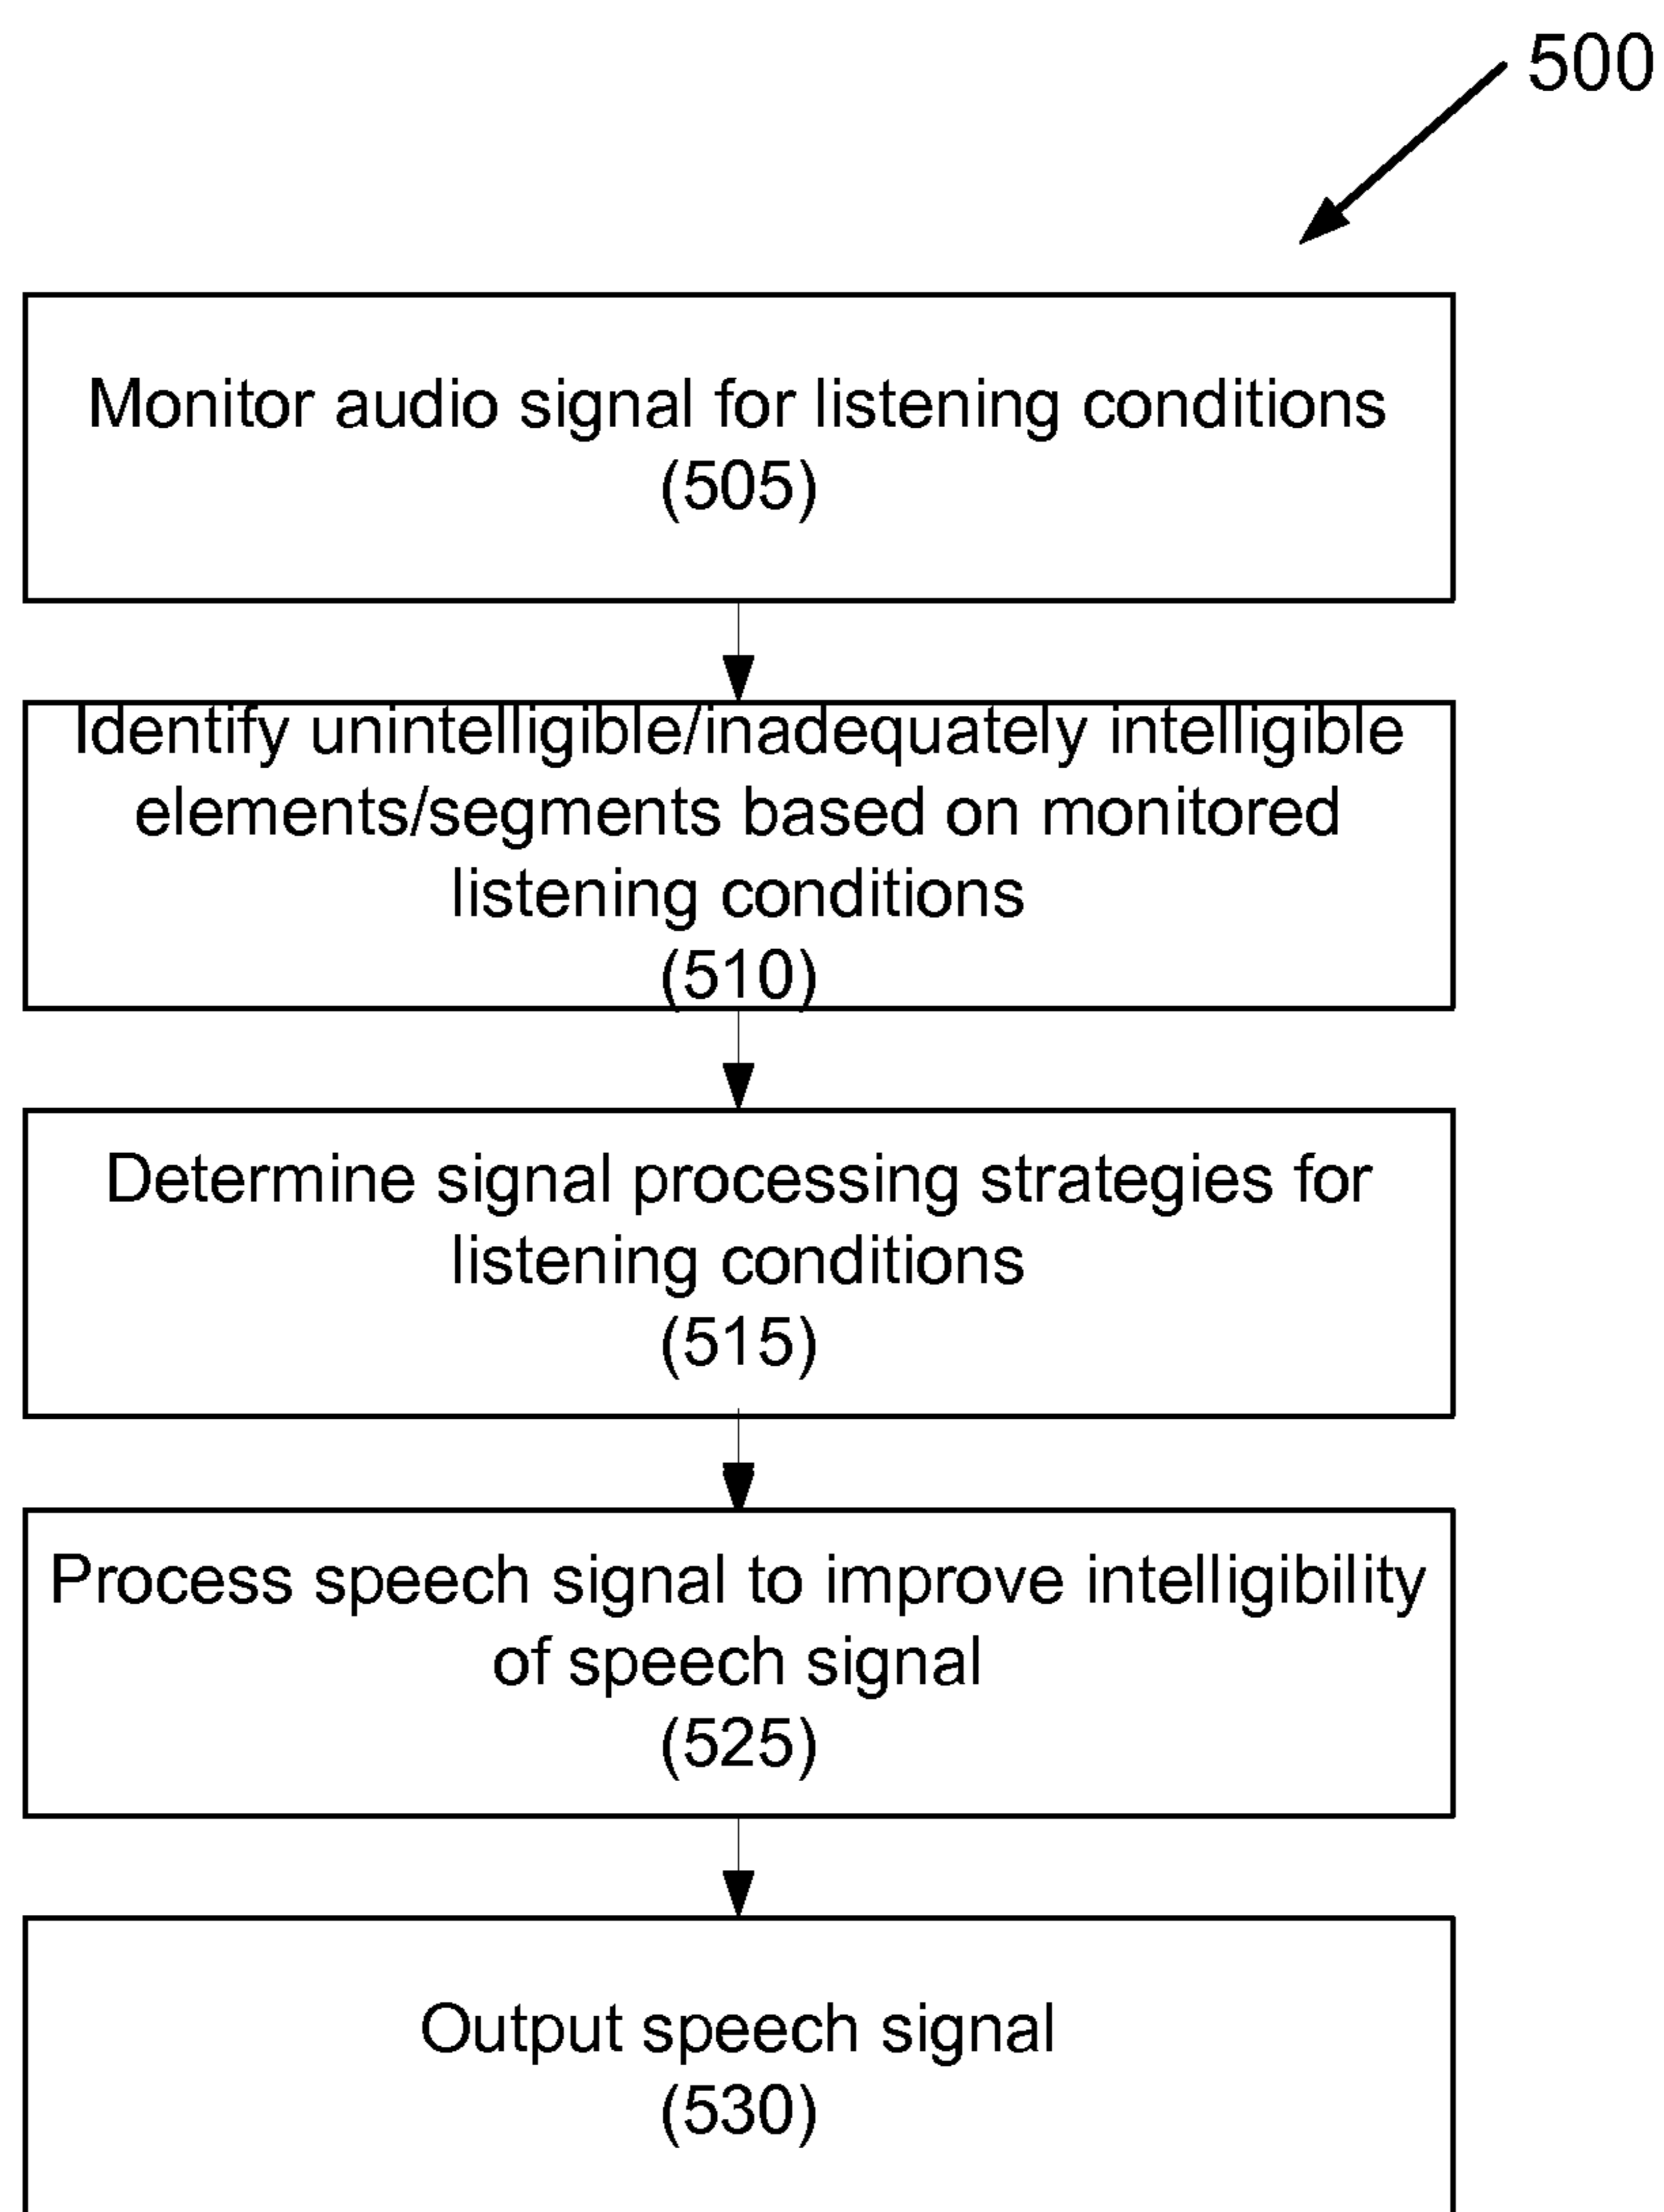 500
Monitor audio signal for listening conditions
(505)
Identify unintelligible/inadequately intelligible
elements/segments based on monitored
listening conditions
(510)
Determine signal processing strategies for
listening conditions
(515)
Process speech signal to improve intelligibility
of speech signal
(525)
Output speech signal
(530)